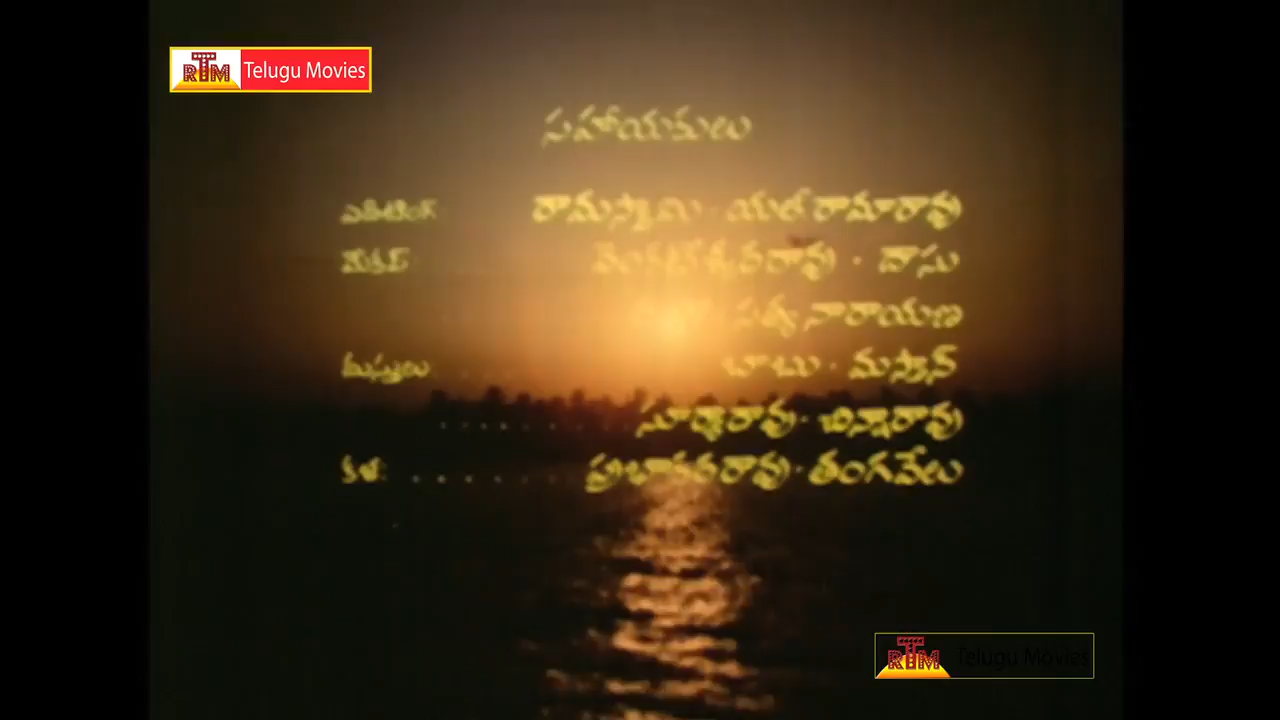 RTM Telugu Movies
సహాయకులు
ఎడిటింగ్: రామస్వామి · యల్ రామారావు
మేకప్: వెంకటేశ్వరరావు · దాసు
సత్యనారాయణ
దుస్తులు: బాబు · మస్తాన్
సూర్యారావు · చిన్నారావు
కళ: ప్రభాకరరావు · తంగవేలు
RTM Telugu Movies